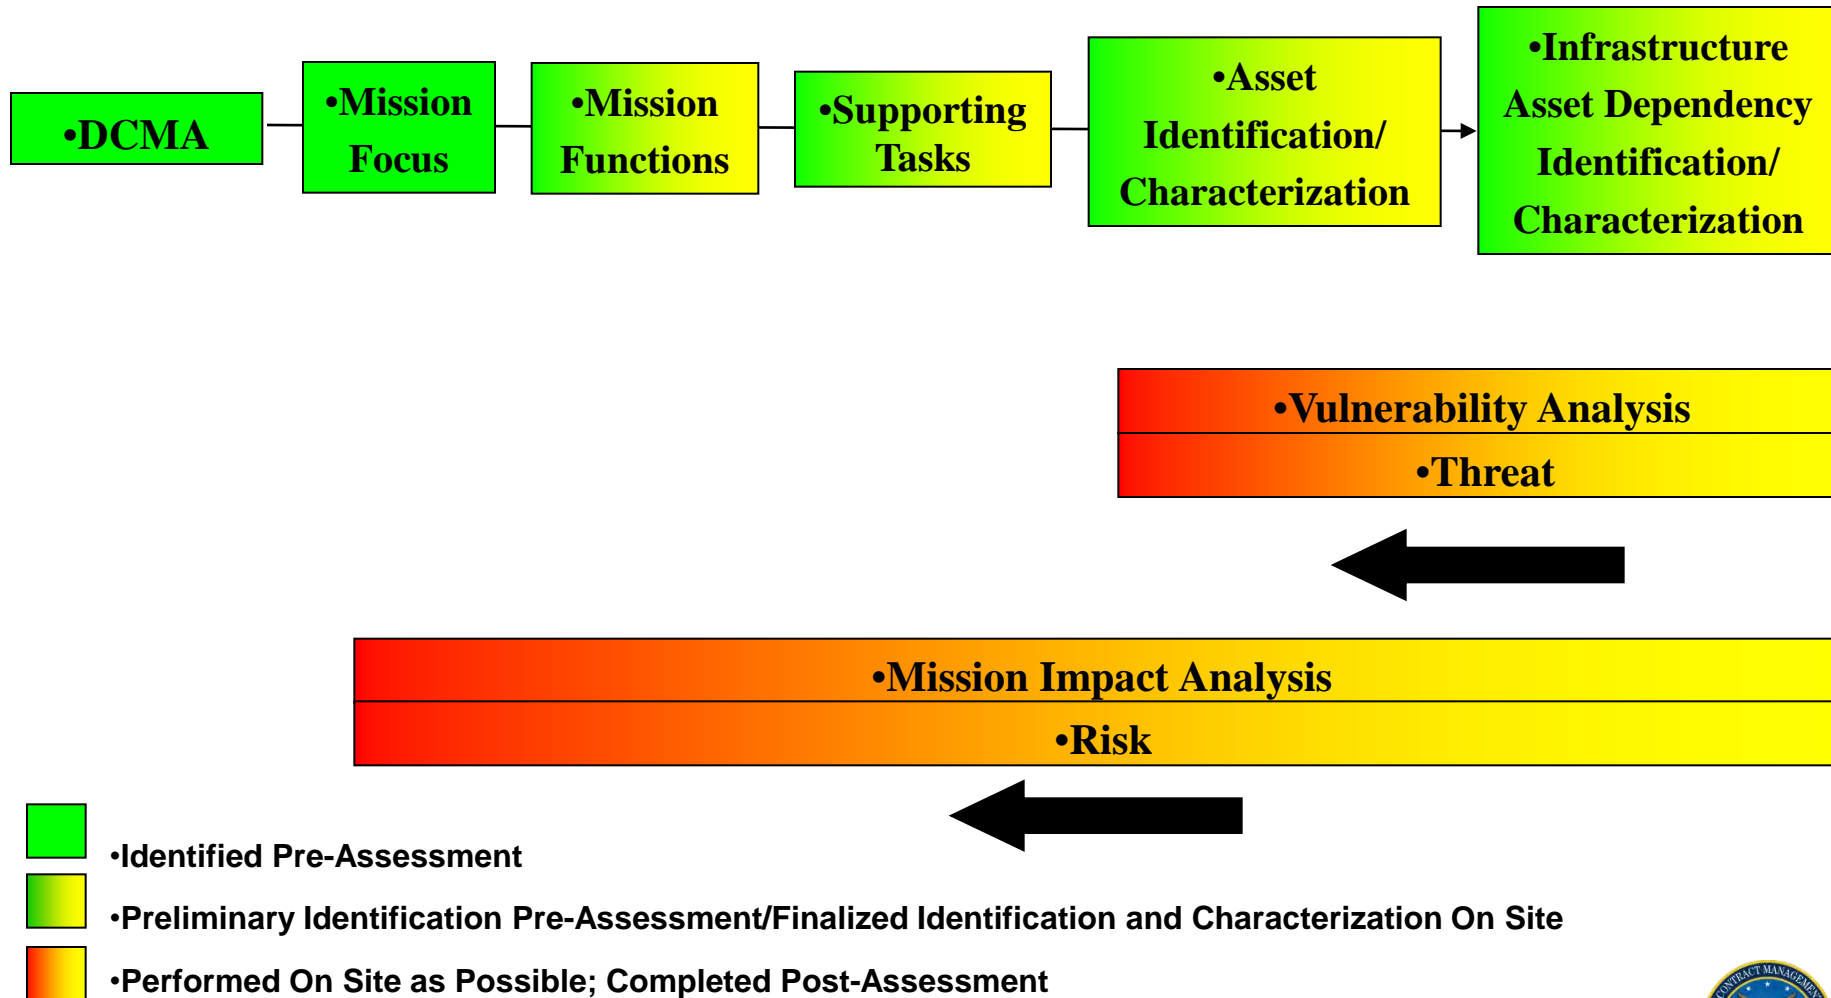 •DCMA
•Mission
Focus
•Mission
Functions
•Supporting
Tasks
•Asset
Identification/
Characterization
•Infrastructure
Asset Dependency
Identification/
Characterization
•Vulnerability Analysis
•Threat
•Mission Impact Analysis
•Risk
•Identified Pre-Assessment
•Preliminary Identification Pre-Assessment/Finalized Identification and Characterization On Site
•Performed On Site as Possible; Completed Post-Assessment
CONTRACT MANAGEMENT